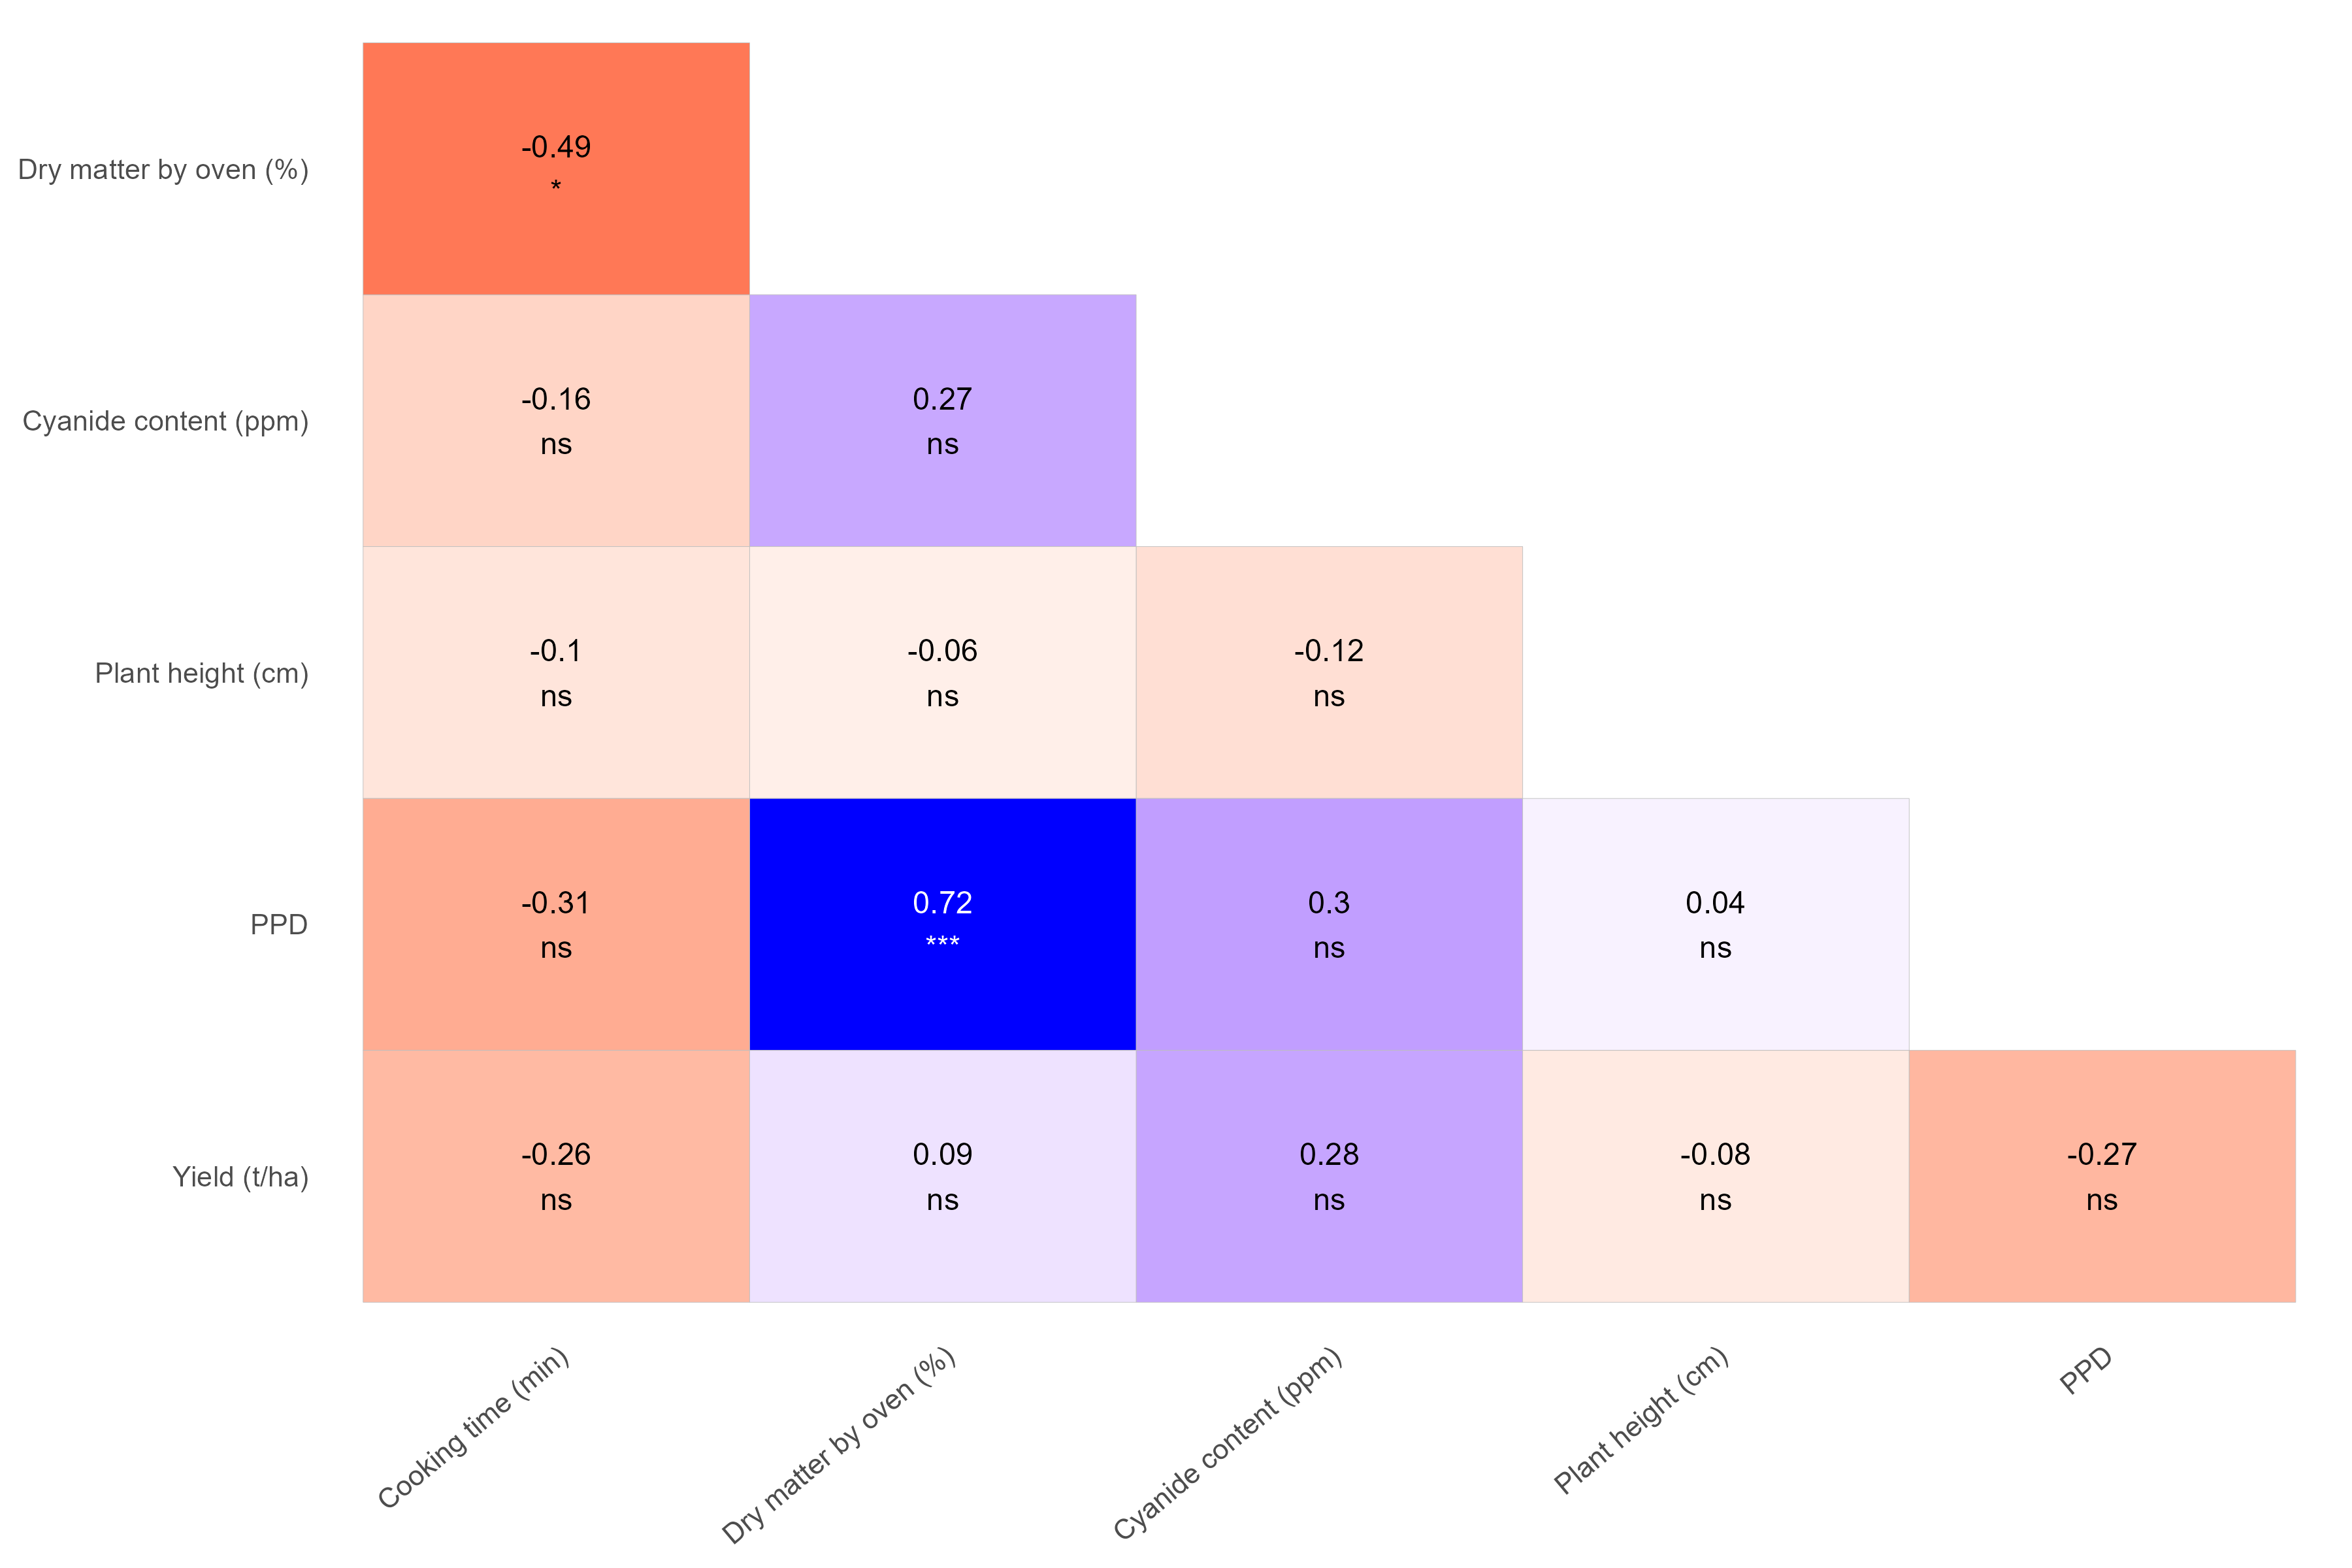 -0.49
*
Dry matter by oven (%)
-0.16
0.27
Cyanide content (ppm)
ns
ns
-0.1
-0.06
-0.12
Plant height (cm)
ns
ns
ns
-0.31
0.72
0.3
0.04
PPD
ns
***
ns
ns
-0.26
0.09
0.28
-0.08
-0.27
Yield (t/ha)
ns
ns
ns
ns
ns
Cooking time (min)
Dry matter by oven (%)
Cyanide content (ppm)
Plant height (cm)
PPD